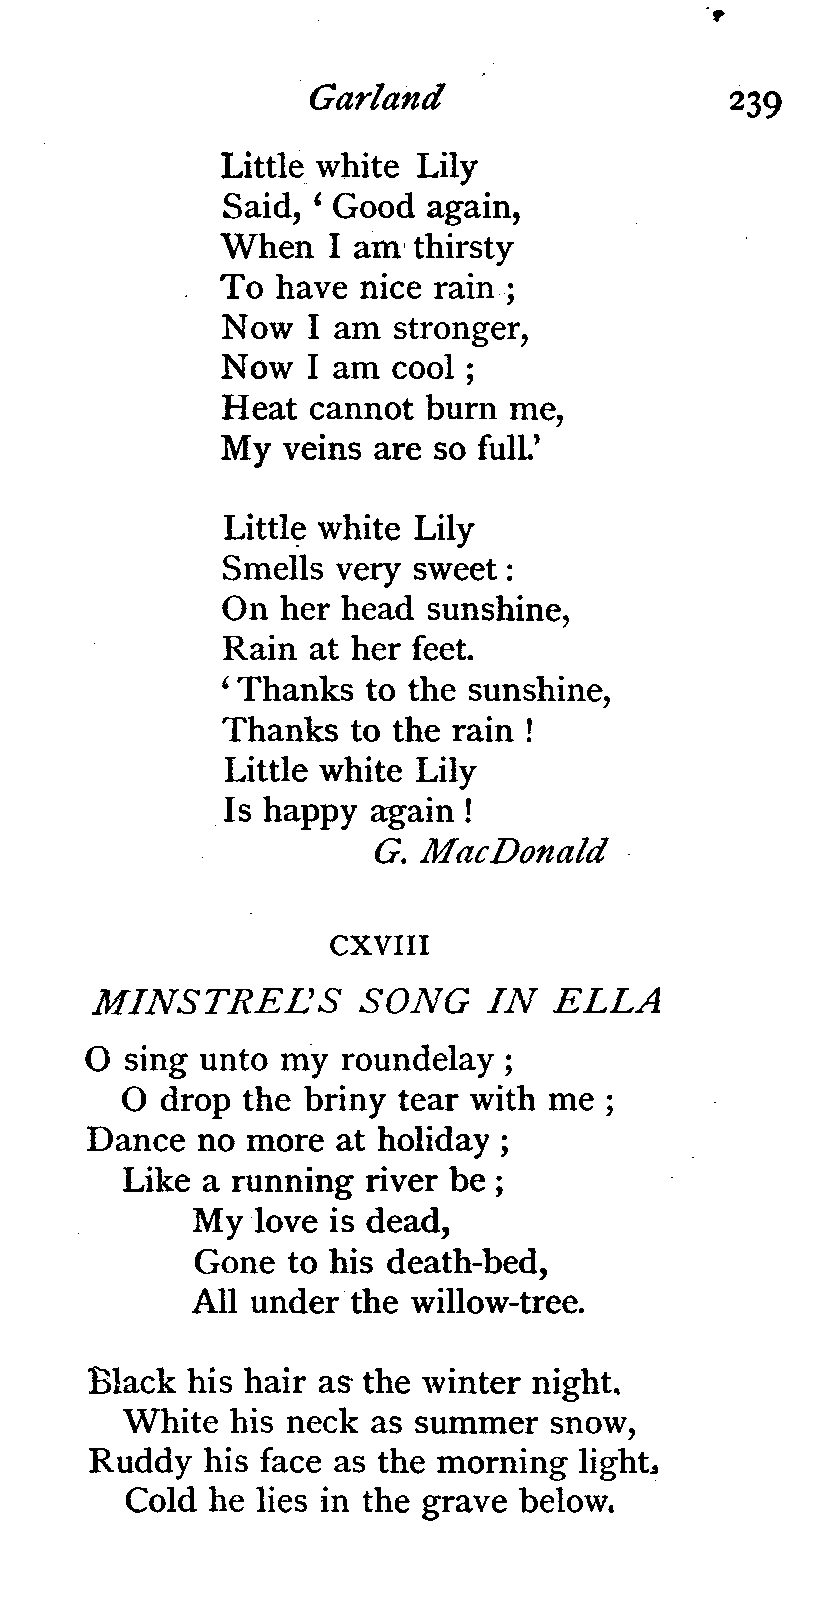 Garland 239
Little white Lily
Said, ‘ Good again,
When I am thirsty
To have nice rain ;
Now I am stronger,
Now I am cool ;
Heat cannot burn me,
My veins are so full.’
Little white Lily
Smells very sweet :
On her head sunshine,
Rain at her feet.
‘ Thanks to the sunshine,
Thanks to the rain !
Little white Lily
Is happy again !
G. MacDonald
CXVIII
MINSTREL’S SONG IN ELLA
O sing unto my roundelay ;
O drop the briny tear with me ;
Dance no more at holiday ;
Like a running river be ;
My love is dead,
Gone to his death-bed,
All under the willow-tree.
Black his hair as the winter night.
White his neck as summer snow,
Ruddy his face as the morning light,
Cold he lies in the grave below.